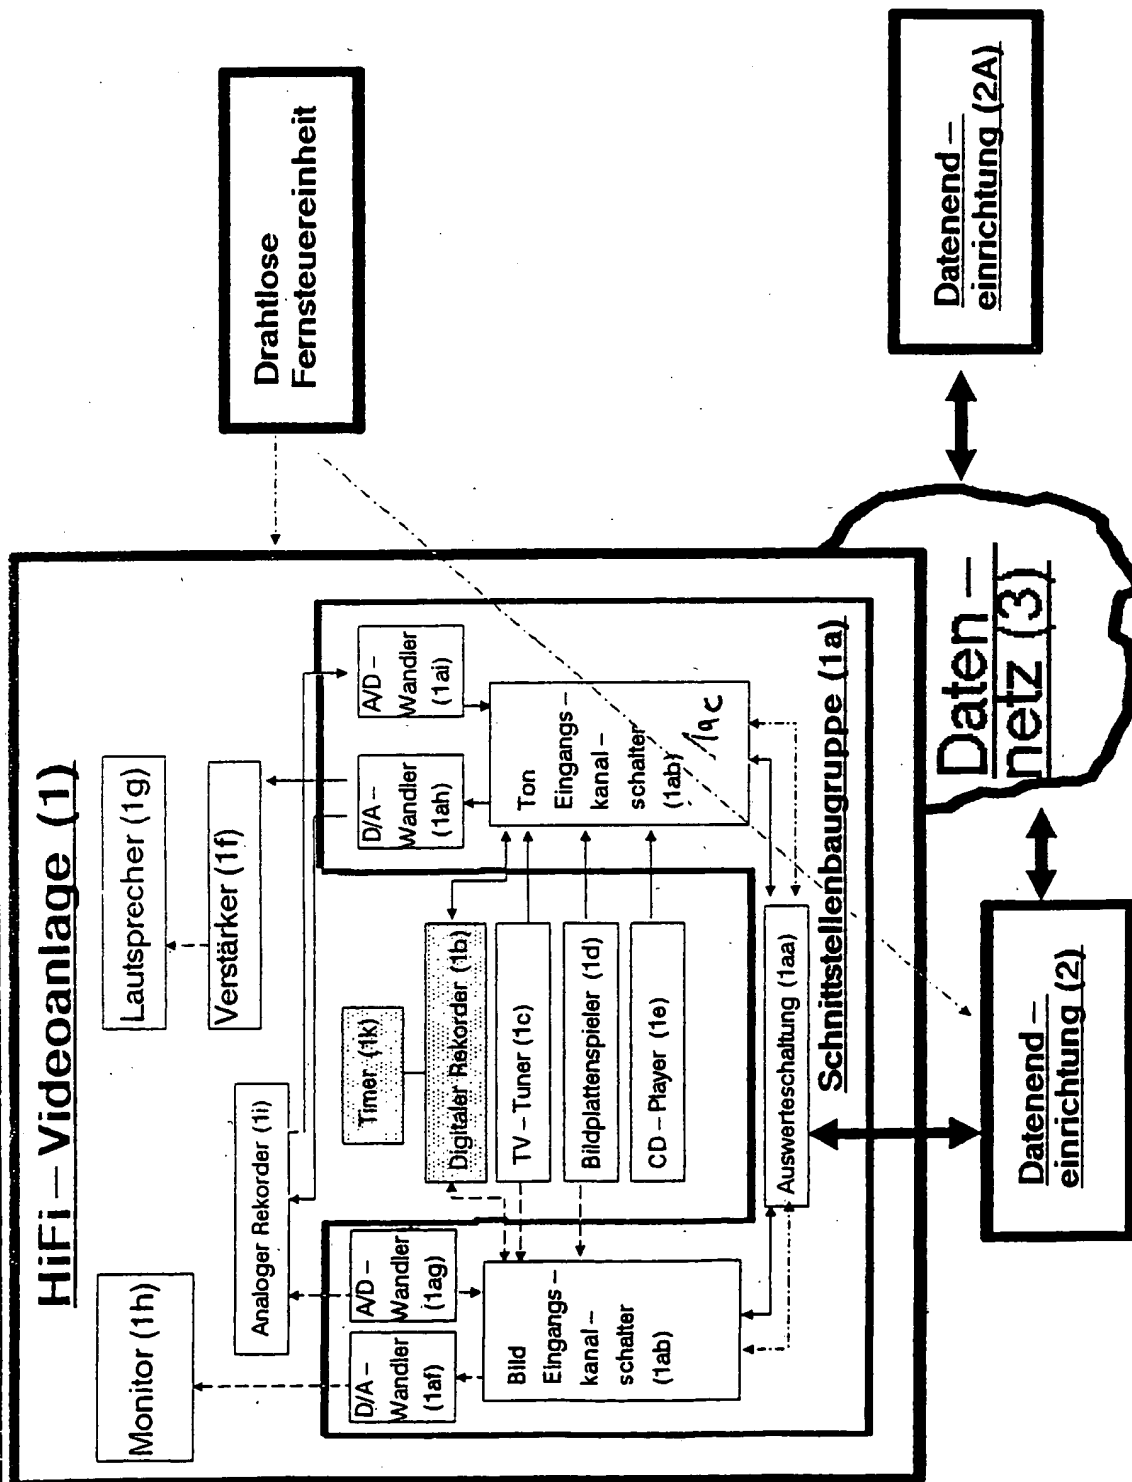 HiFi – Videoanlage (1)
Monitor (1h)
Lautsprecher (1g)
Verstärker (1f)
Analoger Rekorder (1i)
D/A –
Wandler
(1af)
A/D –
Wandler
(1ag)
Timer (1k)
Digitaler Rekorder (1b)
TV – Tuner (1c)
Bildplattenspieler (1d)
CD – Player (1e)
D/A –
Wandler
(1ah)
A/D –
Wandler
(1ai)
Bild
Eingangs –
kanal –
schalter
(1ab)
Ton
Eingangs –
kanal –
schalter
(1ab) 1ac
Auswerteschaltung (1aa)
Schnittstellenbaugruppe (1a)
Drahtlose
Fernsteuereinheit
Daten –
netz (3)
Datenend –
einrichtung (2)
Datenend –
einrichtung (2A)